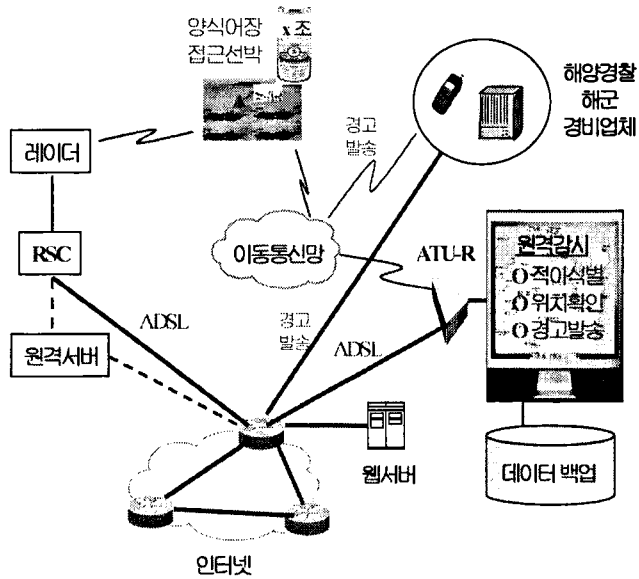 양식어장
접근선박
x 조
레이더
RSC
원격서버
ADSL
경고
발송
이동통신망
경고
발송
ADSL
ATU-R
해양경찰
해군
경비업체
원격감시
적아식별
위치확인
경고발송
데이터 백업
웹서버
인터넷